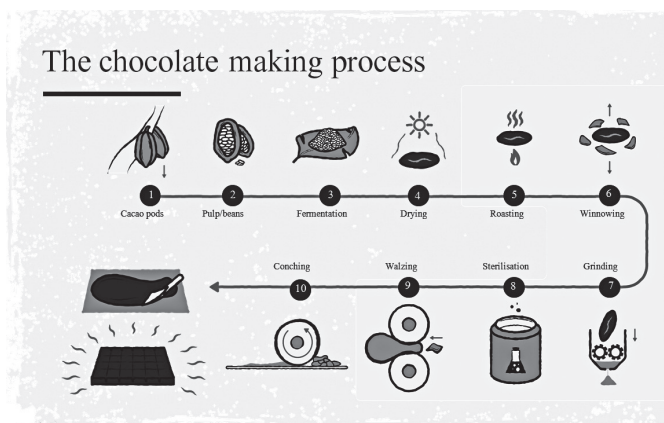 The chocolate making process
1 2 3 4 5 6
Cacao pods Pulp/beans Fermentation Drying Roasting Winnowing
Conching Walzing Sterilisation Grinding
10 9 8 7